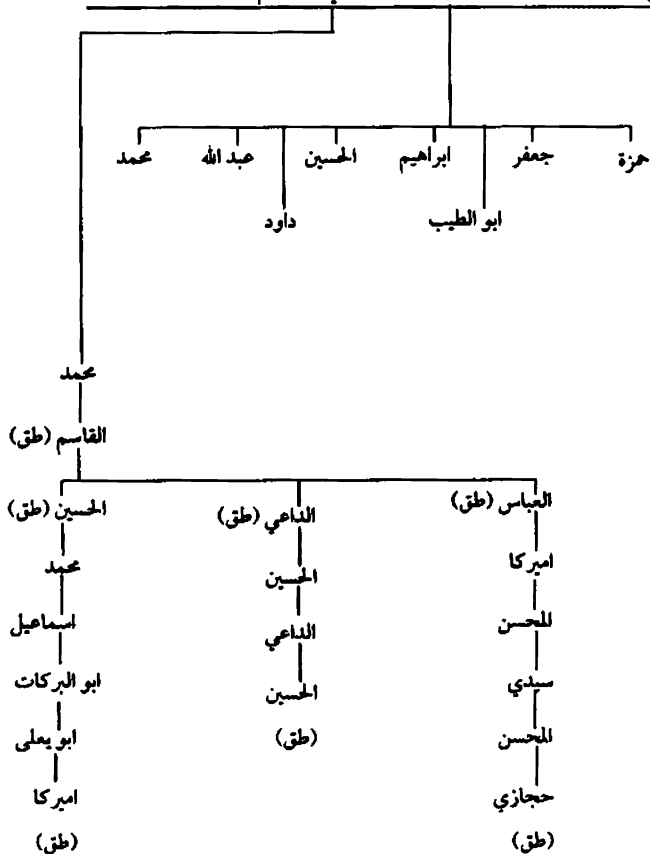 حمزة جعفر ابراهيم الحسين عبد الله محمد
ابو الطيب داود
محمد
القاسم (طق)
العباس (طق) الداعي (طق) الحسين (طق)
اميركا الحسين محمد
المحسن الداعي اسماعيل
سيدي الحسين ابو البركات
المحسن (طق) ابو يعلى
حجازي اميركا
(طق) (طق)